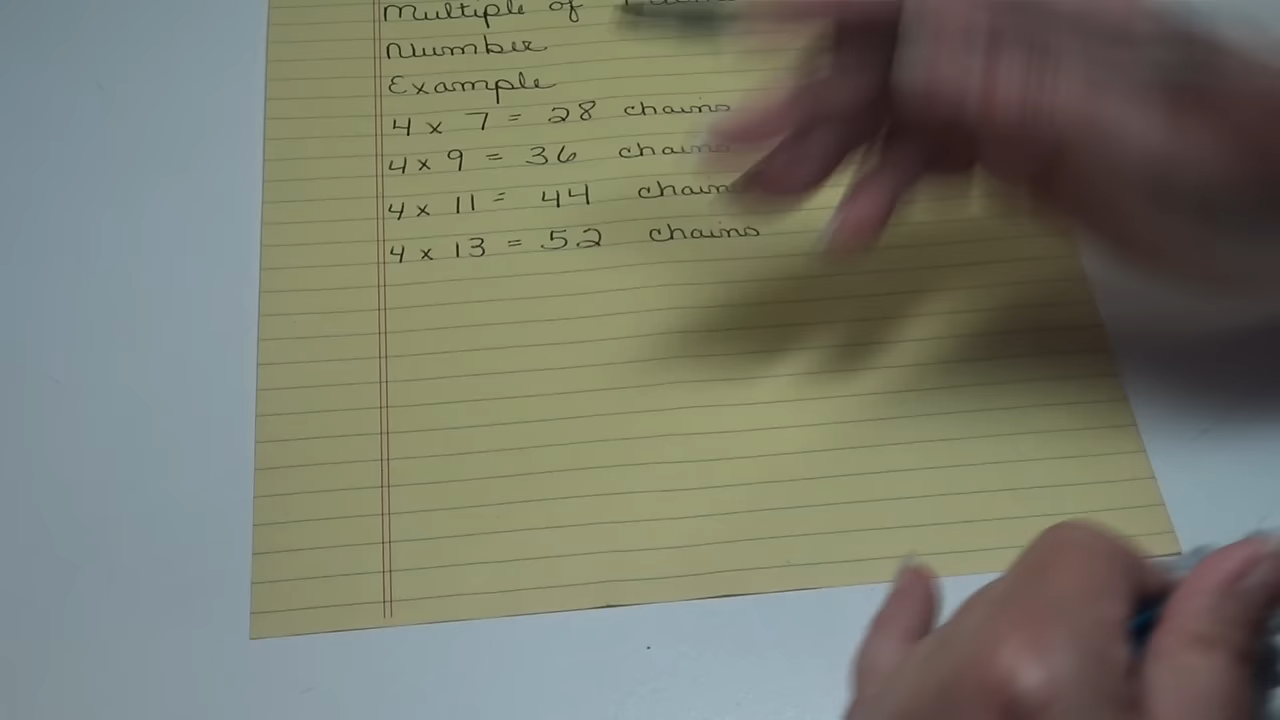 Multiple of
Number
Example
4 x 7 = 28 chains
4 x 9 = 36 chains
4 x 11 = 44 chain
4 x 13 = 52 chains